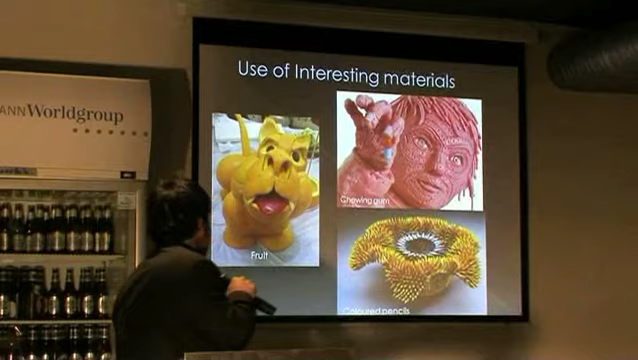 ANNWorldgroup
Use of Interesting materials
Chewing gum
Fruit
Coloured pencils